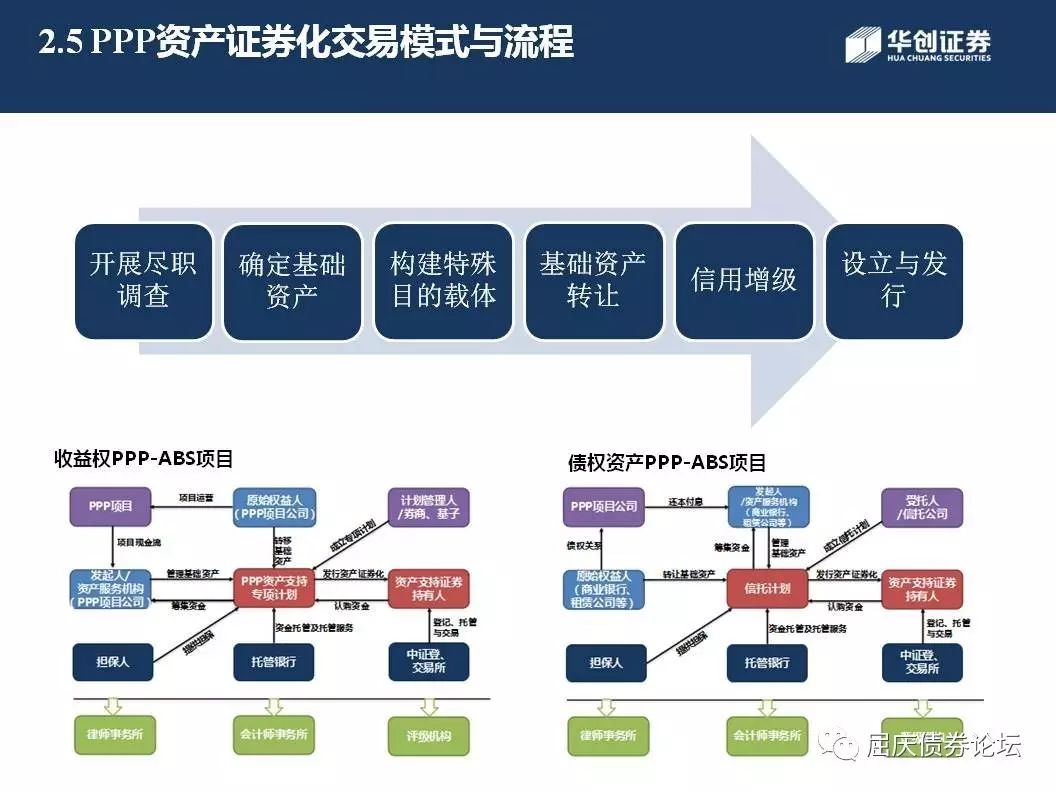 2.5 PPP资产证券化交易模式与流程
华创证券
HUA CHUANG SECURITIES
开展尽职
调查
确定基础
资产
构建特殊
目的载体
基础资产
转让
信用增级
设立与发
行
收益权PPP-ABS项目
PPP项目
项目运营
原始权益人
(PPP项目公司)
计划管理人
/券商、基子
项目现金流
转移
基础
资产
成立专项计划
发起人/
资产服务机构
(PPP项目公司)
管理基础资产
筹集资金
PPP资产支持
专项计划
发行资产证券化
认购资金
资产支持证券
持有人
提供担保
资金托管及托管服务
登记、托管
与交易
担保人
托管银行
中证登、
交易所
律师事务所
会计师事务所
评级机构
债权资产PPP-ABS项目
PPP项目公司
还本付息
发起人
/资产服务机构
(商业银行、
租赁公司等)
受托人
/信托公司
债权关系
筹集资金
管理
基础资产
成立信托计划
原始权益人
(商业银行、
租赁公司等)
转让基础资产
信托计划
发行资产证券化
认购资金
资产支持证券
持有人
提供担保
资金托管及托管服务
登记、托管
与交易
担保人
托管银行
中证登、
交易所
律师事务所
会计师事务所
屈庆债券论坛